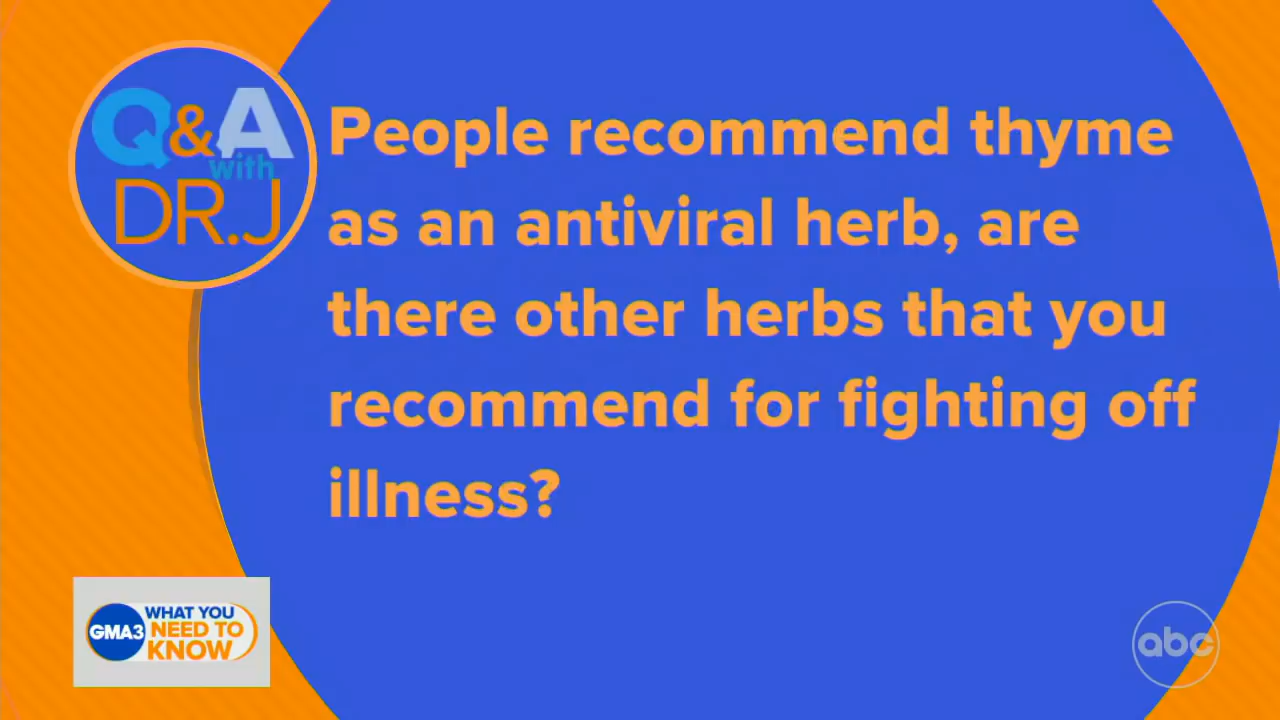 Q&A
with
DR.J
People recommend thyme
as an antiviral herb, are
there other herbs that you
recommend for fighting off
illness?
GMA3
WHAT YOU
NEED TO
KNOW
abc